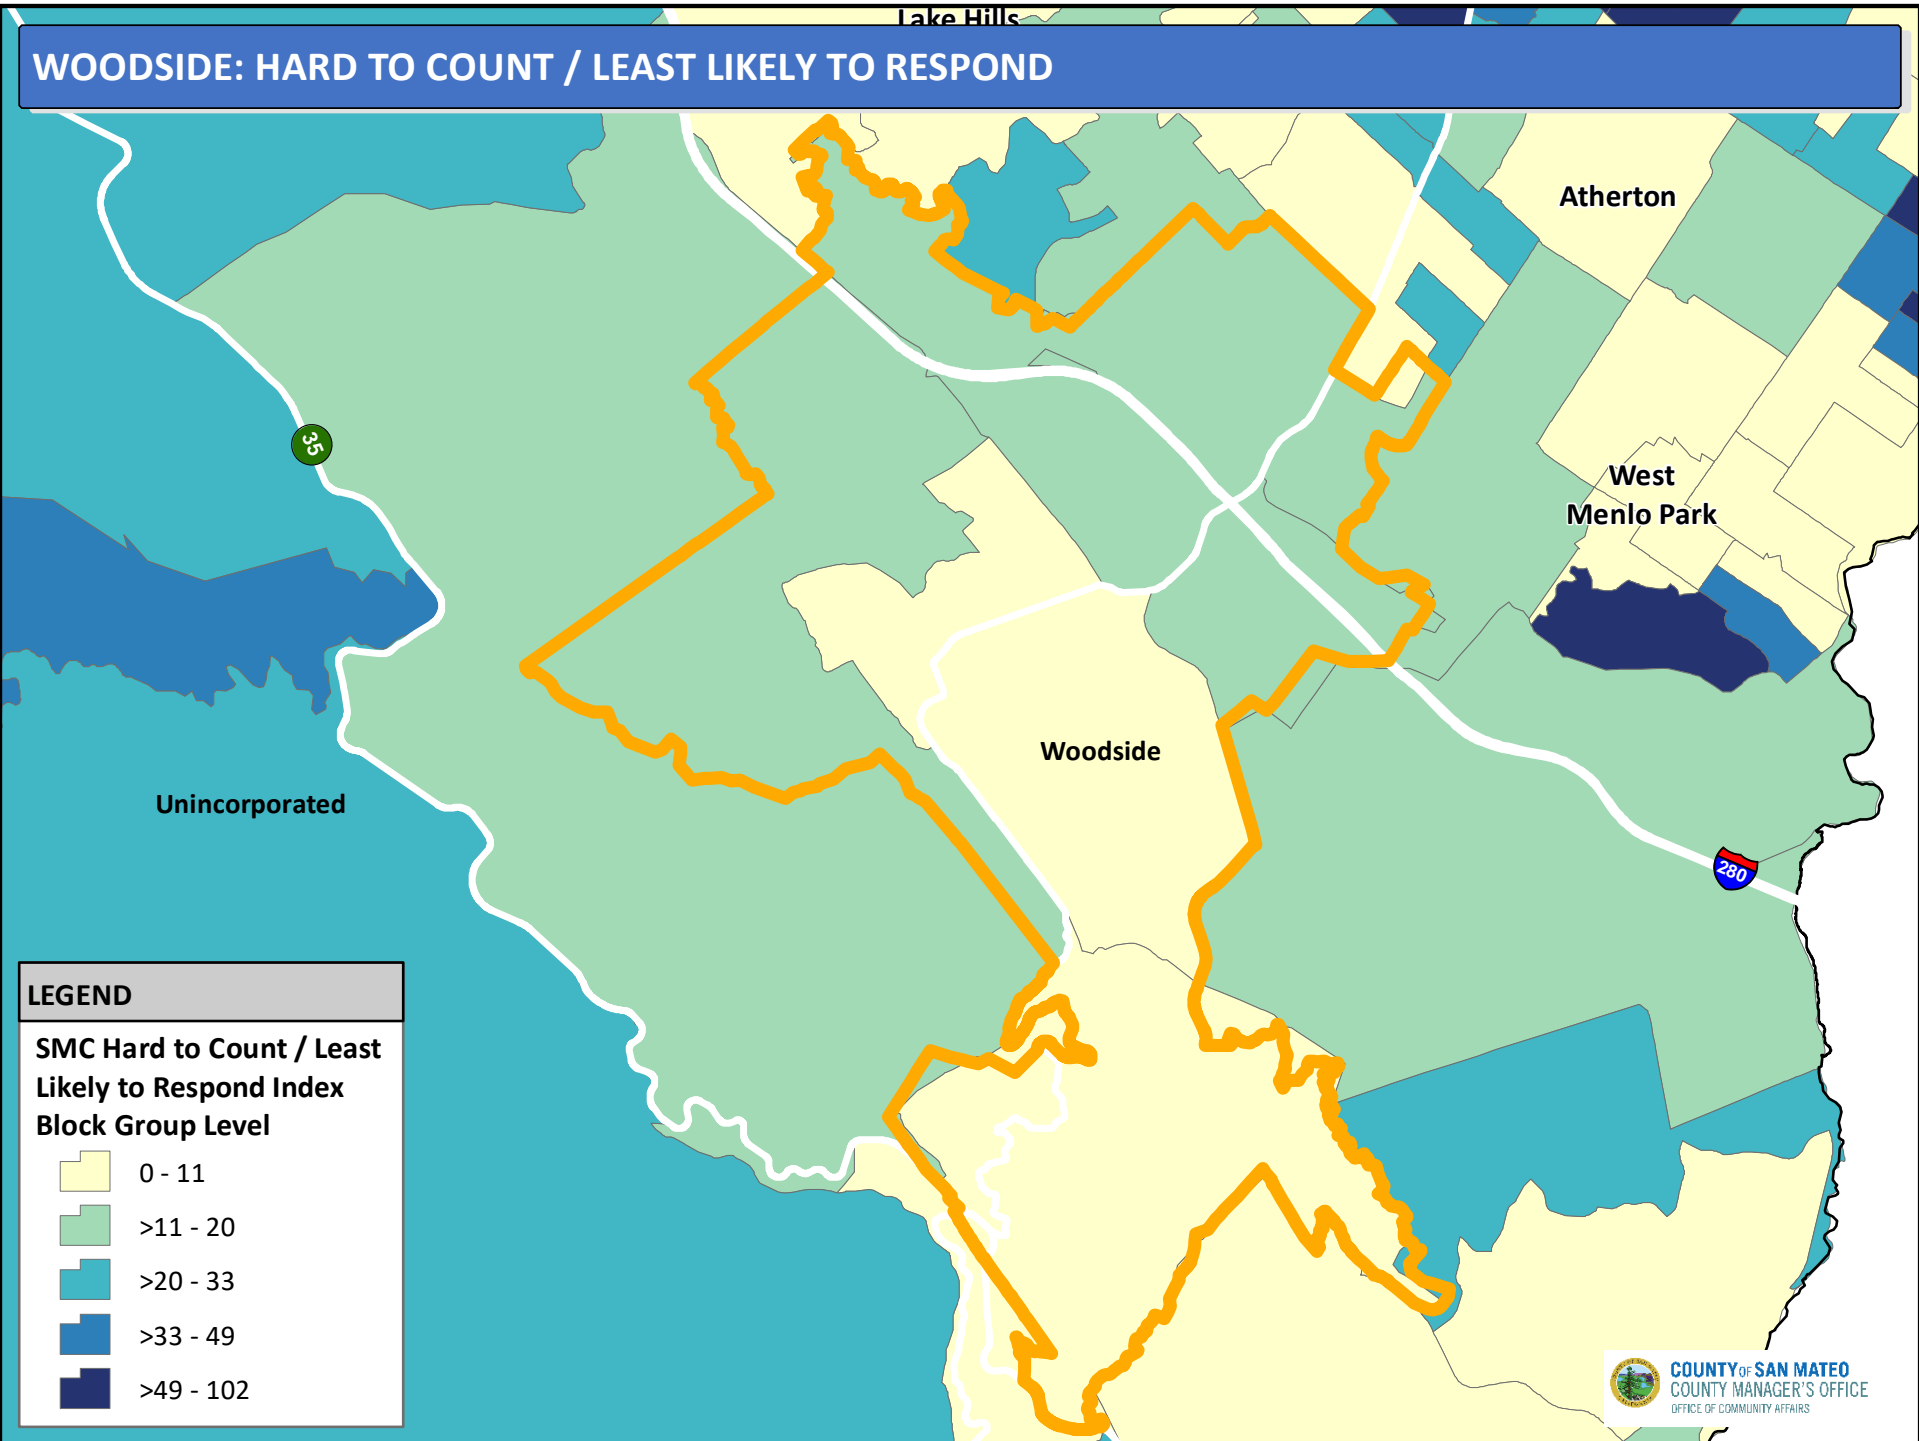 Lake Hills
WOODSIDE: HARD TO COUNT / LEAST LIKELY TO RESPOND
Atherton
35
West
Menlo Park
Woodside
Unincorporated
280
LEGEND
SMC Hard to Count / Least
Likely to Respond Index
Block Group Level
0 - 11
>11 - 20
>20 - 33
>33 - 49
>49 - 102
COUNTY OF SAN MATEO
COUNTY MANAGER'S OFFICE
OFFICE OF COMMUNITY AFFAIRS